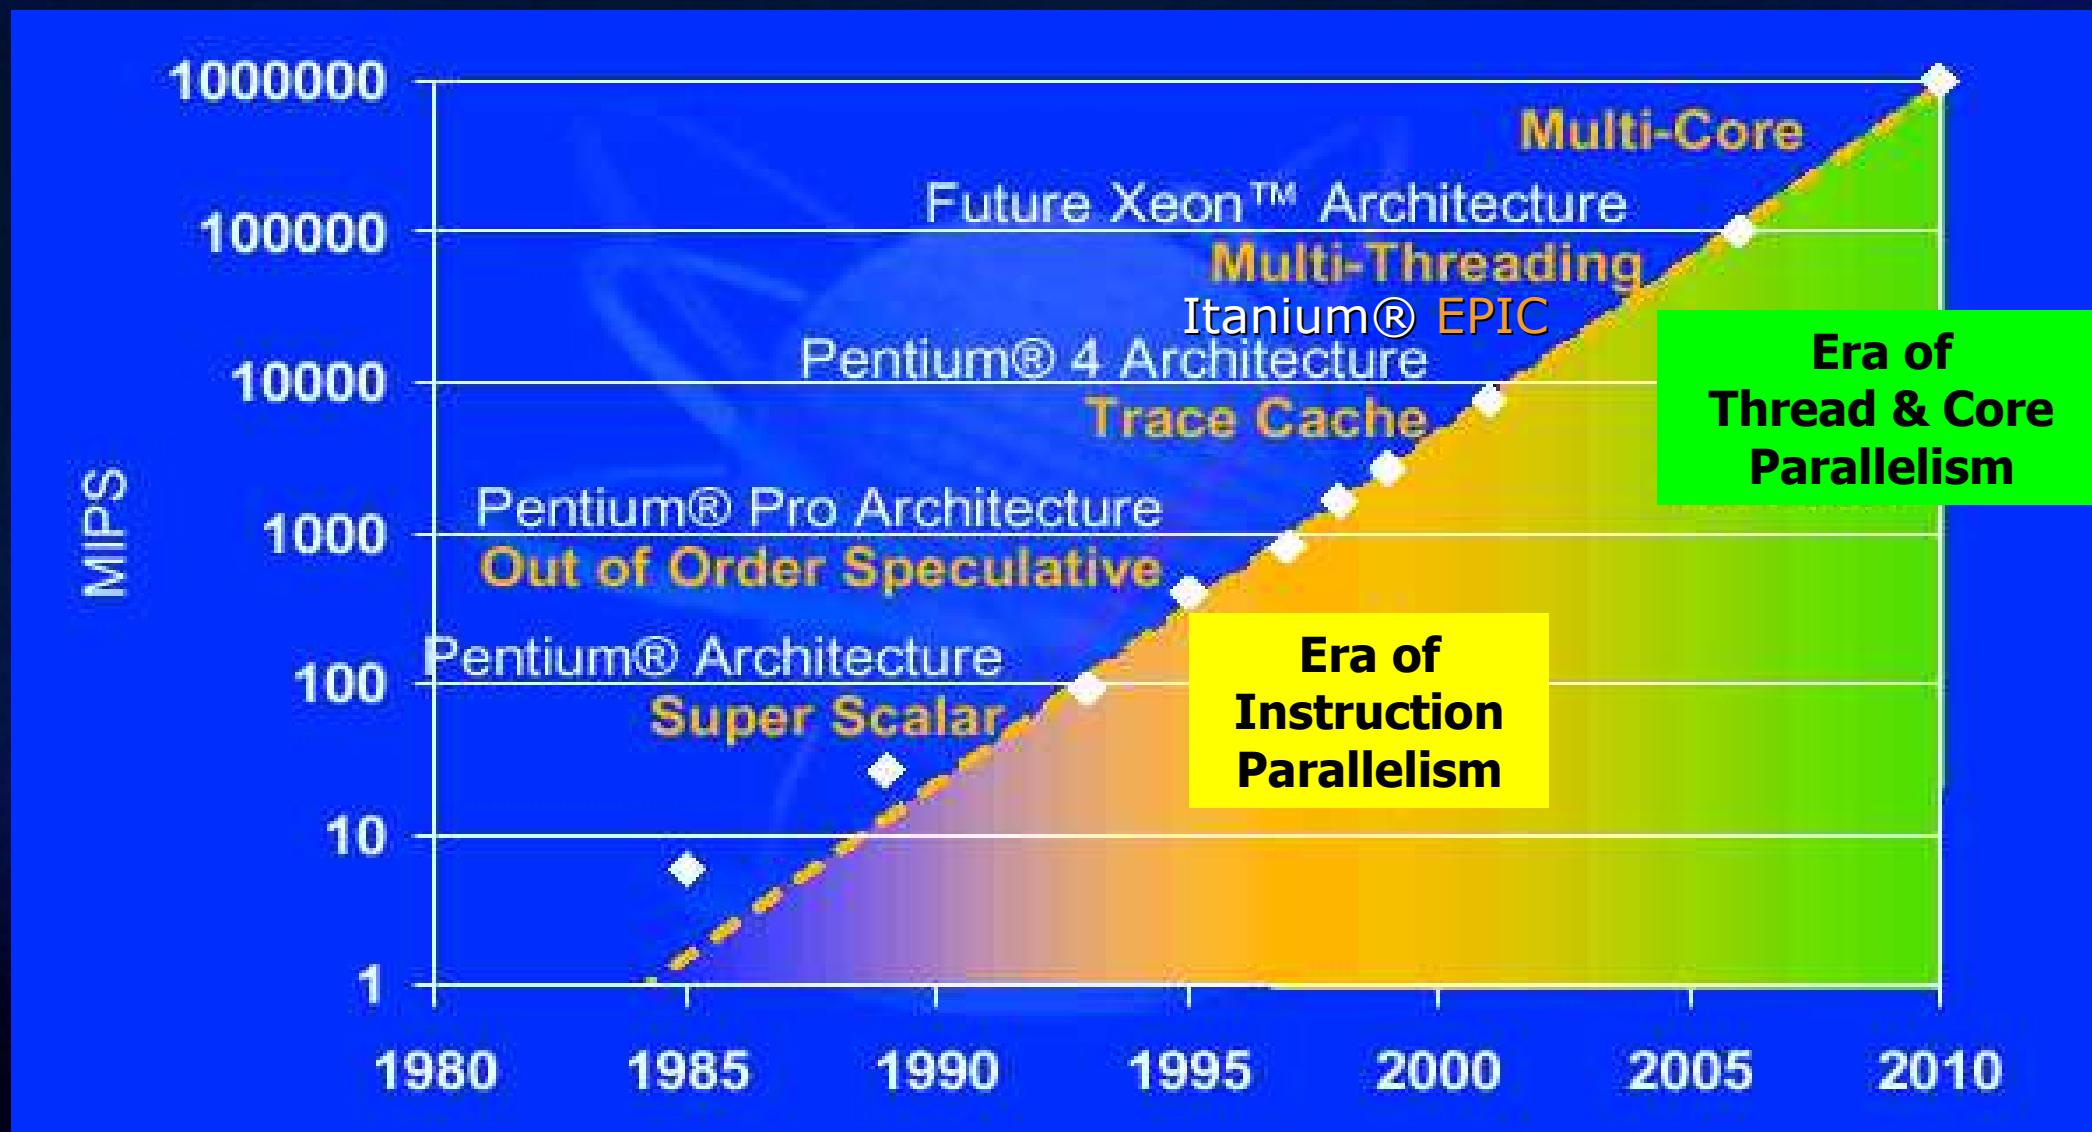 1000000
Multi-Core
Future Xeon™ Architecture
100000
Multi-Threading
Itanium® EPIC
Pentium® 4 Architecture
10000
Trace Cache
Era of
Thread & Core
Parallelism
MIPS
Pentium® Pro Architecture
1000
Out of Order Speculative
Pentium® Architecture
100
Super Scalar
Era of
Instruction
Parallelism
10
1
1980 1985 1990 1995 2000 2005 2010